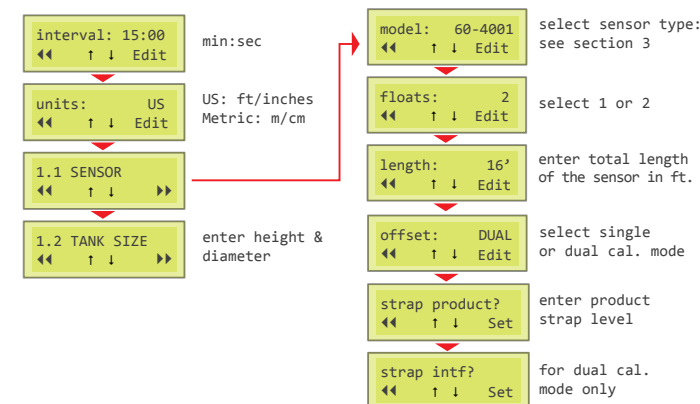 interval: 15:00
◀◀ ↑ ↓ Edit
min:sec
units: US
◀◀ ↑ ↓ Edit
US: ft/inches
Metric: m/cm
1.1 SENSOR
◀◀ ↑ ↓ ▶▶
1.2 TANK SIZE
◀◀ ↑ ↓ ▶▶
enter height &
diameter
model: 60-4001
◀◀ ↑ ↓ Edit
select sensor type:
see section 3
floats: 2
◀◀ ↑ ↓ Edit
select 1 or 2
length: 16’
◀◀ ↑ ↓ Edit
enter total length
of the sensor in ft.
offset: DUAL
◀◀ ↑ ↓ Edit
select single
or dual cal. mode
strap product?
◀◀ ↑ ↓ Set
enter product
strap level
strap intf?
◀◀ ↑ ↓ Set
for dual cal.
mode only